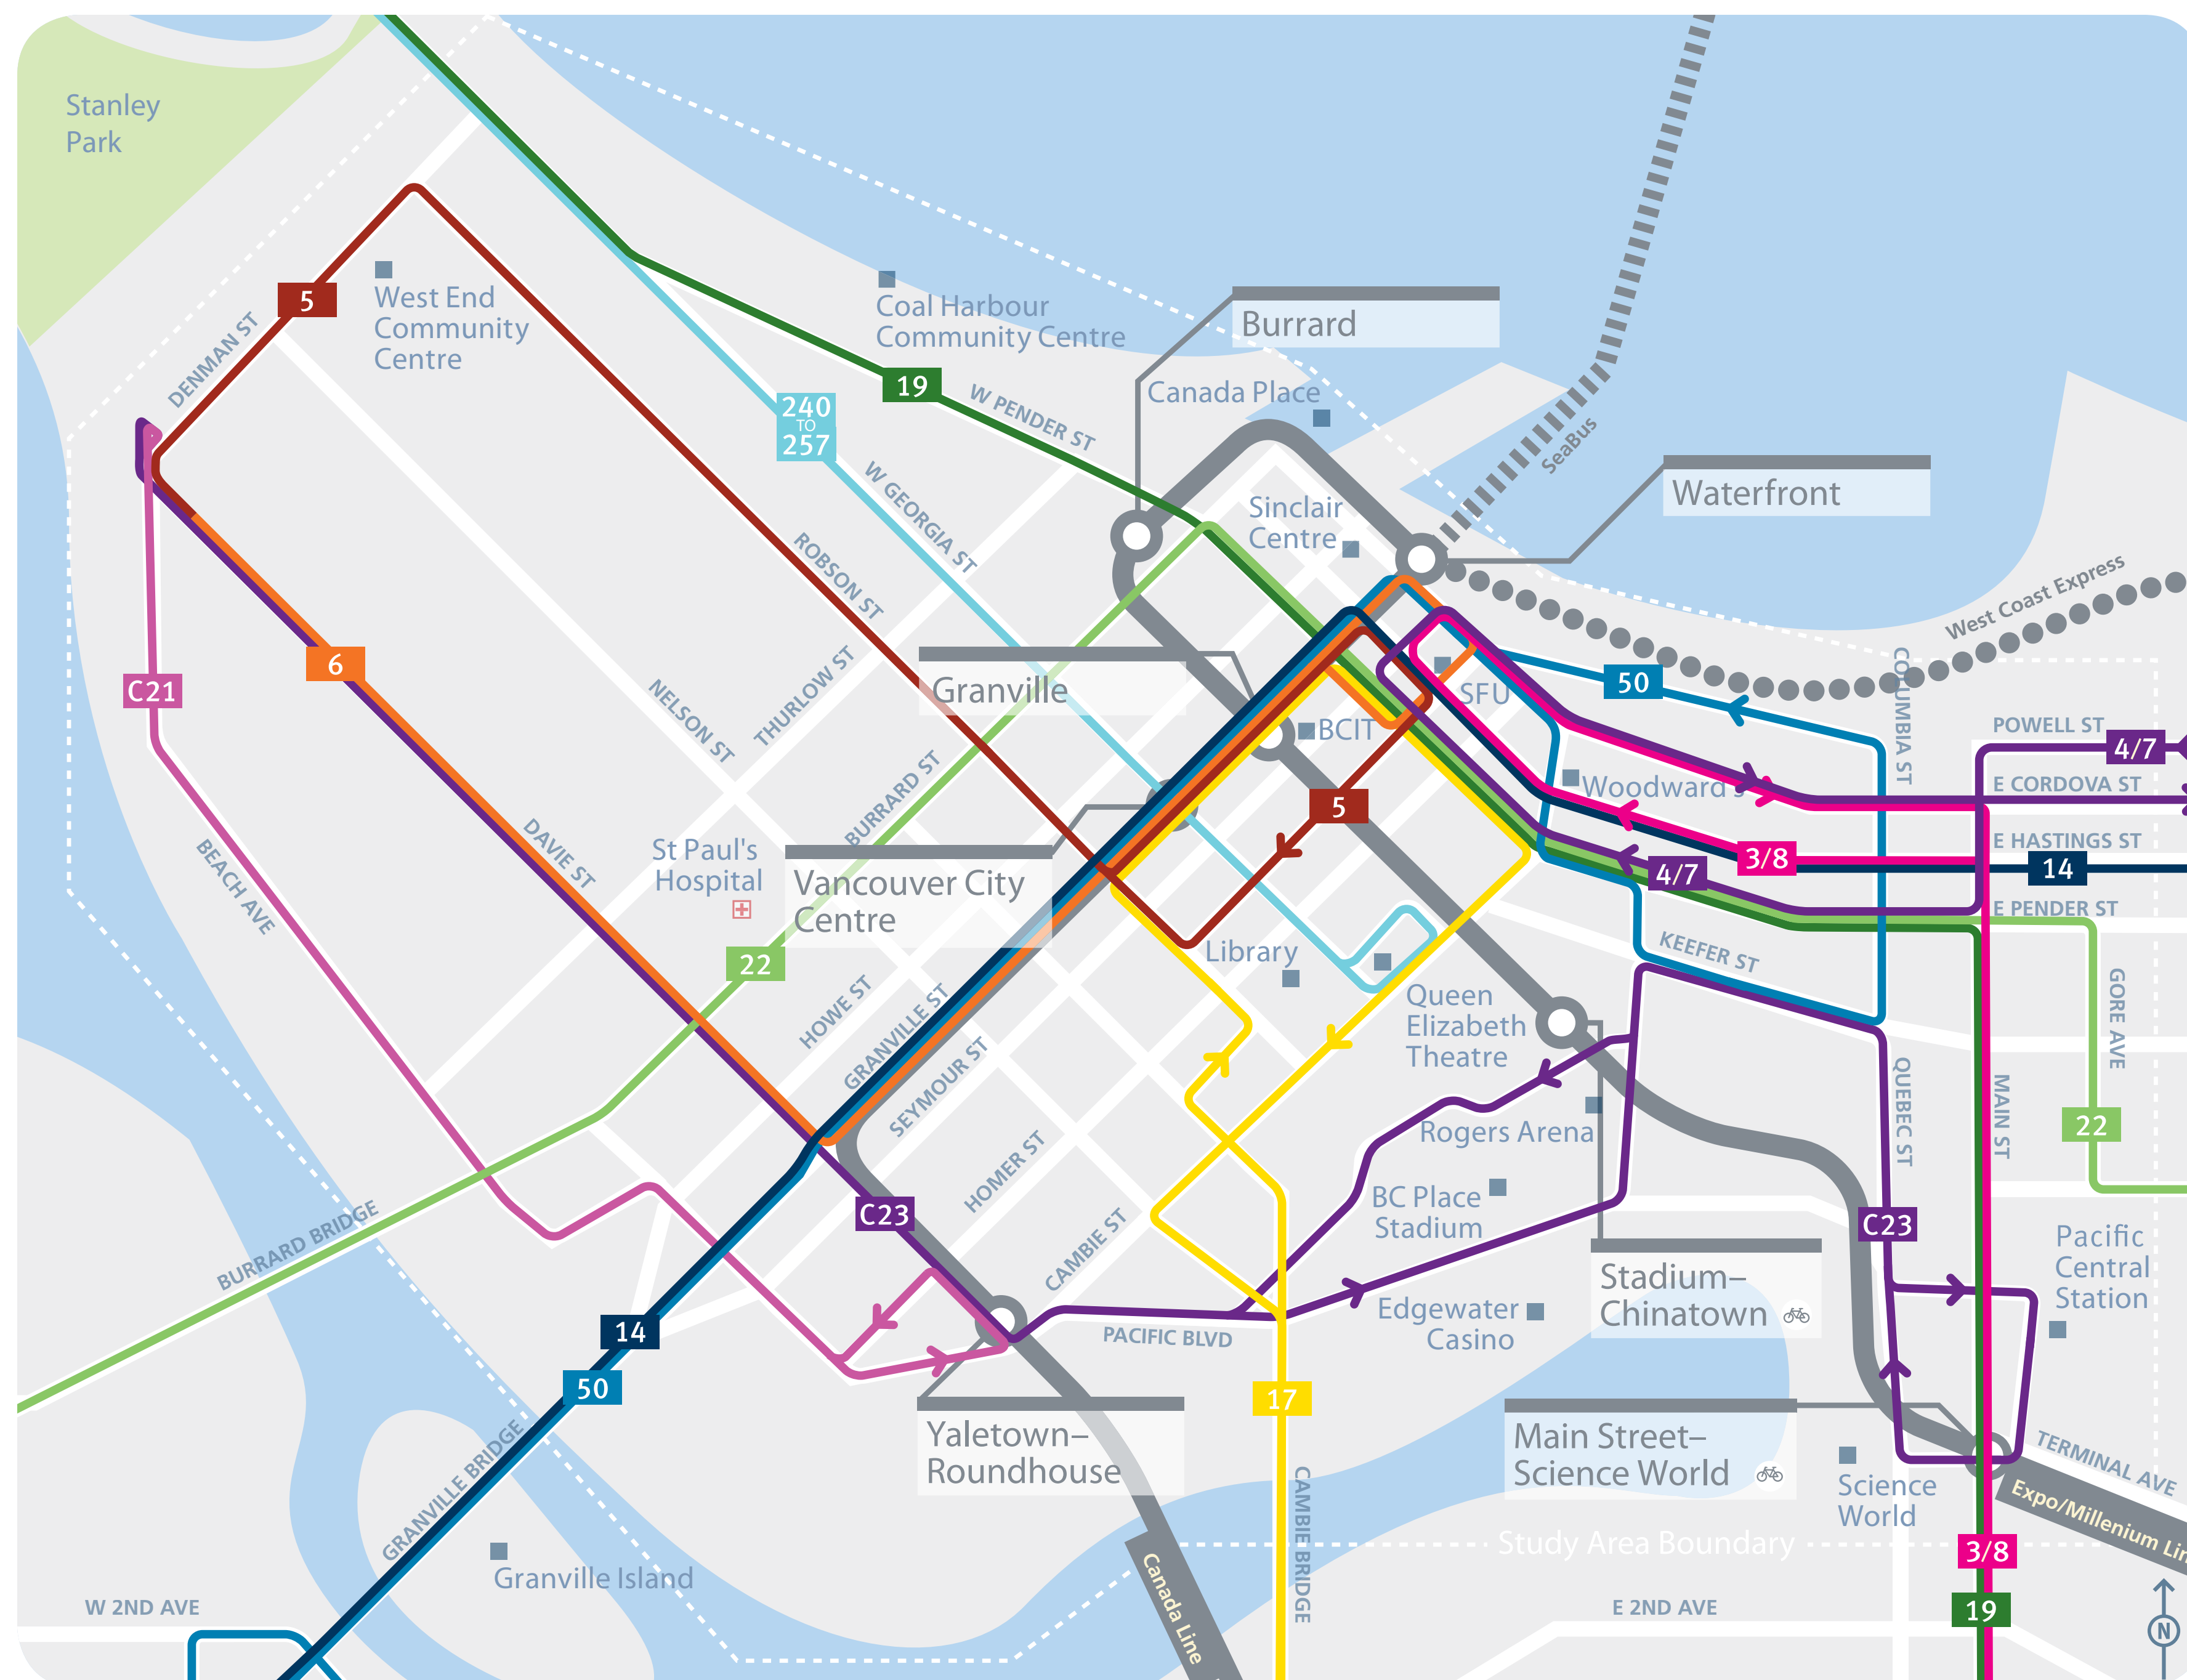 Stanley
Park
5
West End
Community
Centre
DENMAN ST
Coal Harbour
Community Centre
19
W PENDER ST
240
TO
257
W GEORGIA ST
Burrard
Canada Place
SeaBus
Waterfront
Sinclair
Centre
West Coast Express
ROBSON ST
6
C21
NELSON ST
THURLOW ST
Granville
BCIT
SFU
50
COLUMBIA ST
POWELL ST
4/7
E CORDOVA ST
Woodward's
5
E HASTINGS ST
3/8
14
4/7
E PENDER ST
BURRARD ST
DAVIE ST
BEACH AVE
St Paul's
Hospital
Vancouver City
Centre
22
Library
KEEFER ST
Queen
Elizabeth
Theatre
HOWE ST
GRANVILLE ST
SEYMOUR ST
GORE AVE
QUEBEC ST
MAIN ST
22
Rogers Arena
HOMER ST
CAMBIE ST
C23
BC Place
Stadium
C23
BURRARD BRIDGE
Pacific
Central
Station
Stadium–
Chinatown
Edgewater
Casino
PACIFIC BLVD
14
50
17
Yaletown–
Roundhouse
Main Street–
Science World
Science
World
TERMINAL AVE
Expo/Millenium Lin
GRANVILLE BRIDGE
CAMBIE BRIDGE
Canada Line
Study Area Boundary
Granville Island
3/8
19
W 2ND AVE
E 2ND AVE
N